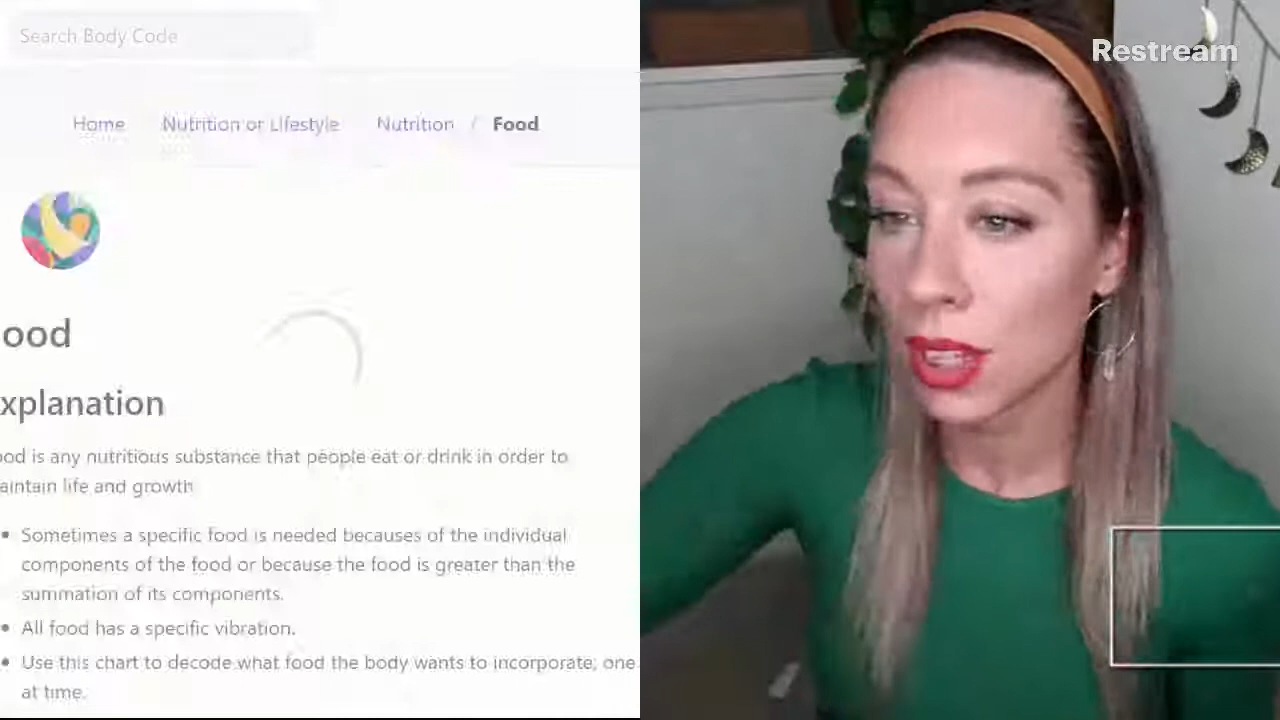 Search Body Code
Restream
Home Nutrition or Lifestyle Nutrition / Food
ood
xplanation
ood is any nutritious substance that people eat or drink in order to
aintain life and growth
• Sometimes a specific food is needed becauses of the individual
components of the food or because the food is greater than the
summation of its components.
• All food has a specific vibration.
• Use this chart to decode what food the body wants to incorporate; one
at time.